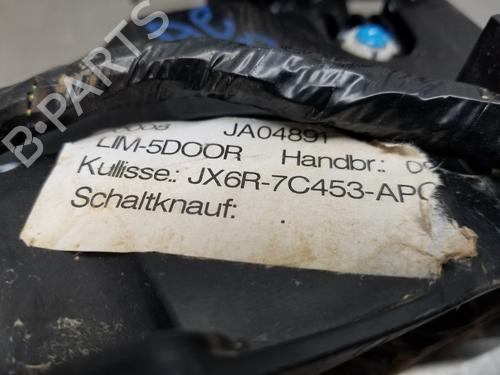 JA04891
LIM-5DOOR Handbr.:
Kullisse.: JX6R-7C453-APC
Schaltknauf:
B-PARTS